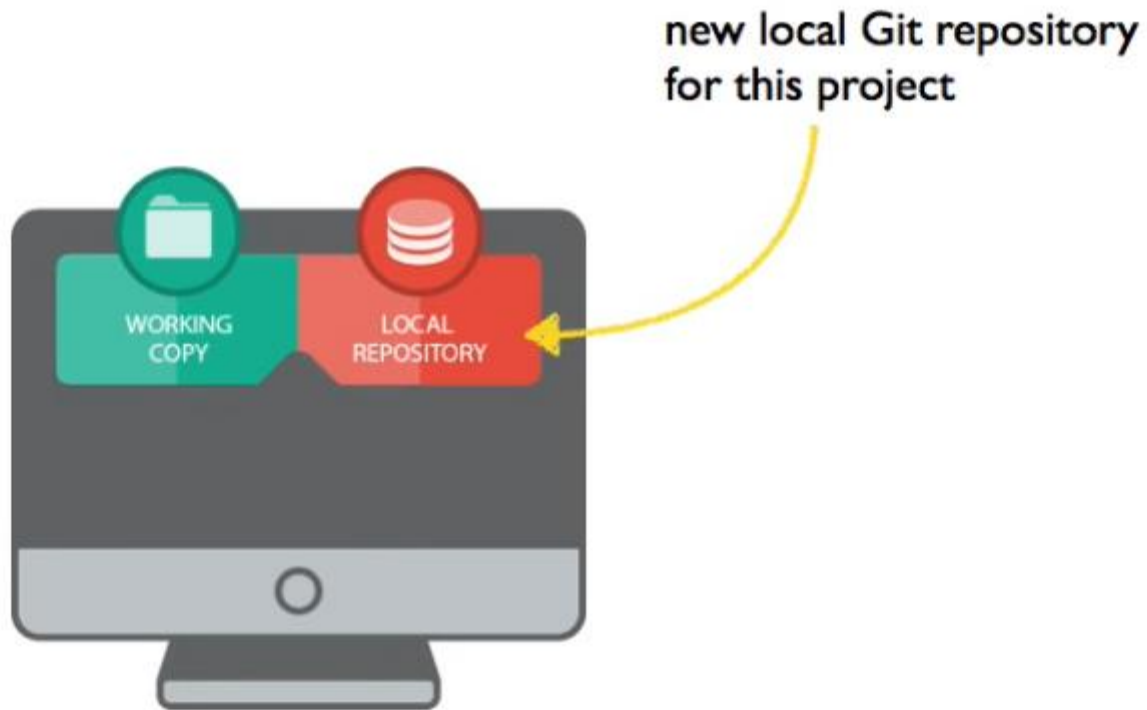 new local Git repository
for this project
WORKING
COPY
LOCAL
REPOSITORY